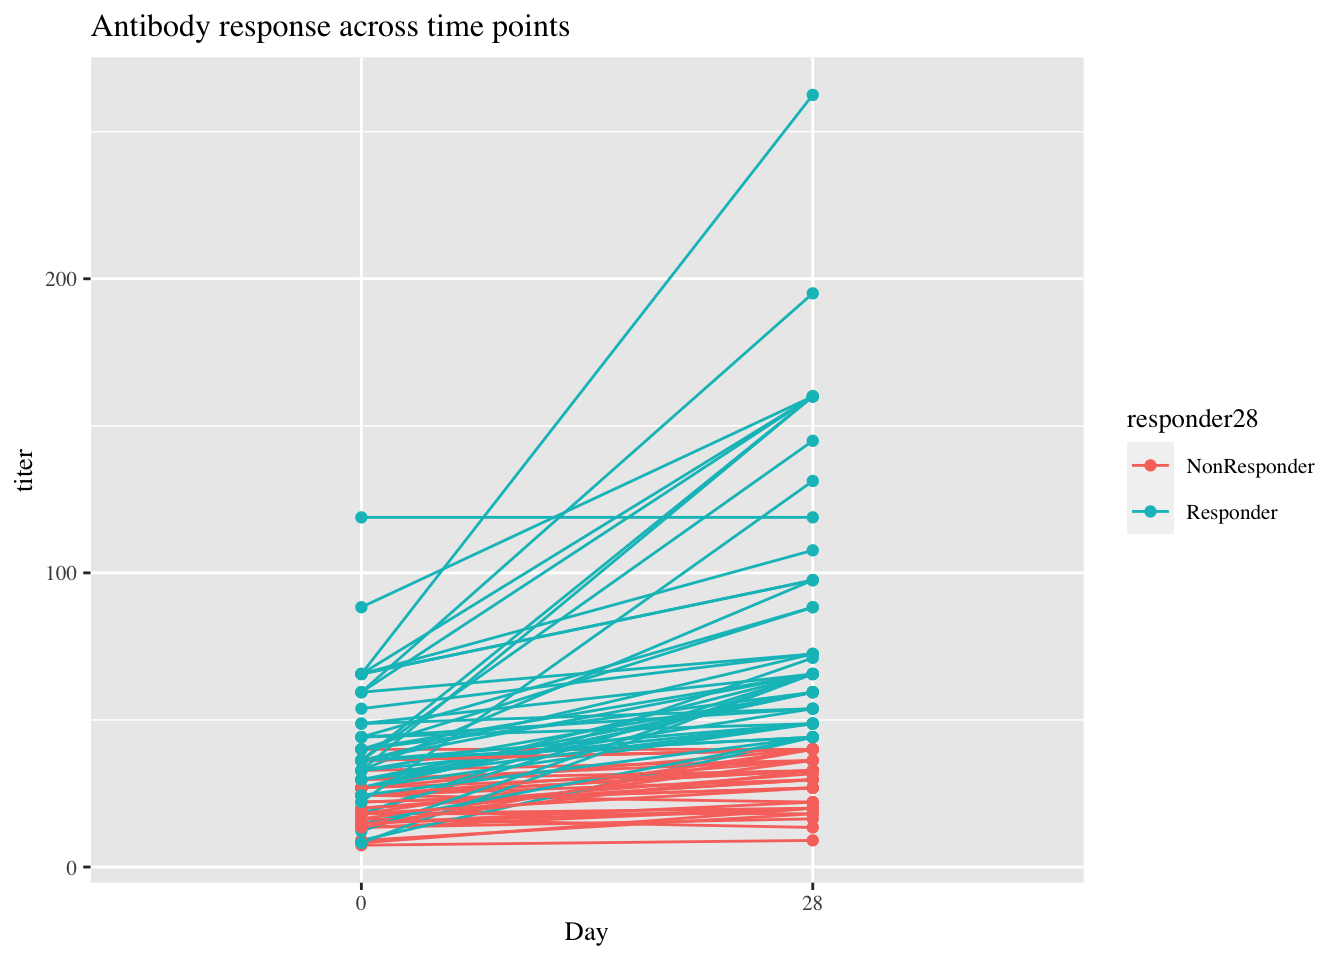 Antibody response across time points
titer
200
100
0
0
28
Day
responder28
NonResponder
Responder